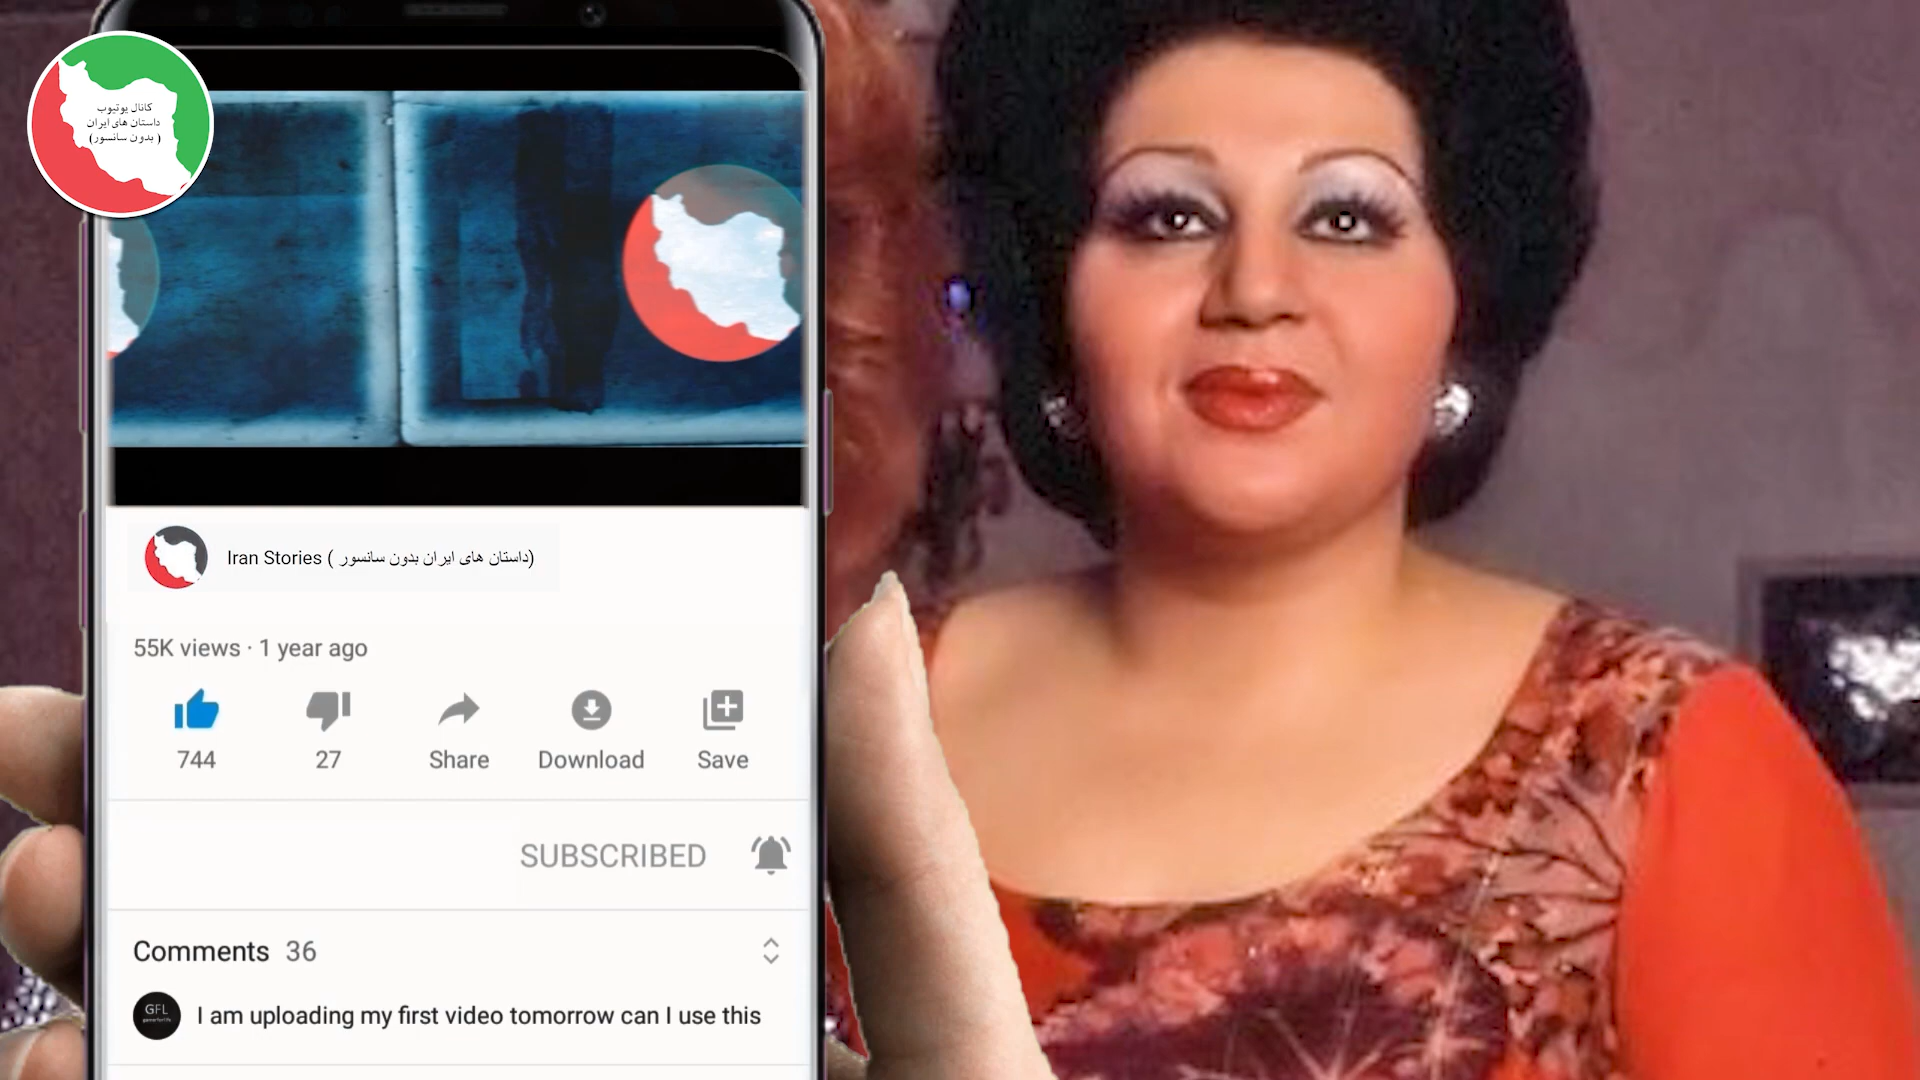 کانال یوتیوب
داستان های ایران
( بدون سانسور)
Iran Stories ( داستان های ایران بدون سانسور)
55K views · 1 year ago
744
27
Share
Download
Save
SUBSCRIBED
Comments 36
GFL
I am uploading my first video tomorrow can I use this